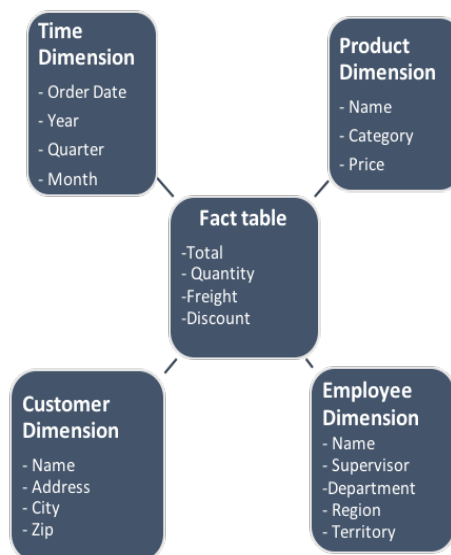 Time
Dimension
- Order Date
- Year
- Quarter
- Month
Product
Dimension
- Name
- Category
- Price
Fact table
-Total
- Quantity
-Freight
-Discount
Customer
Dimension
- Name
- Address
- City
- Zip
Employee
Dimension
- Name
- Supervisor
-Department
- Region
- Territory